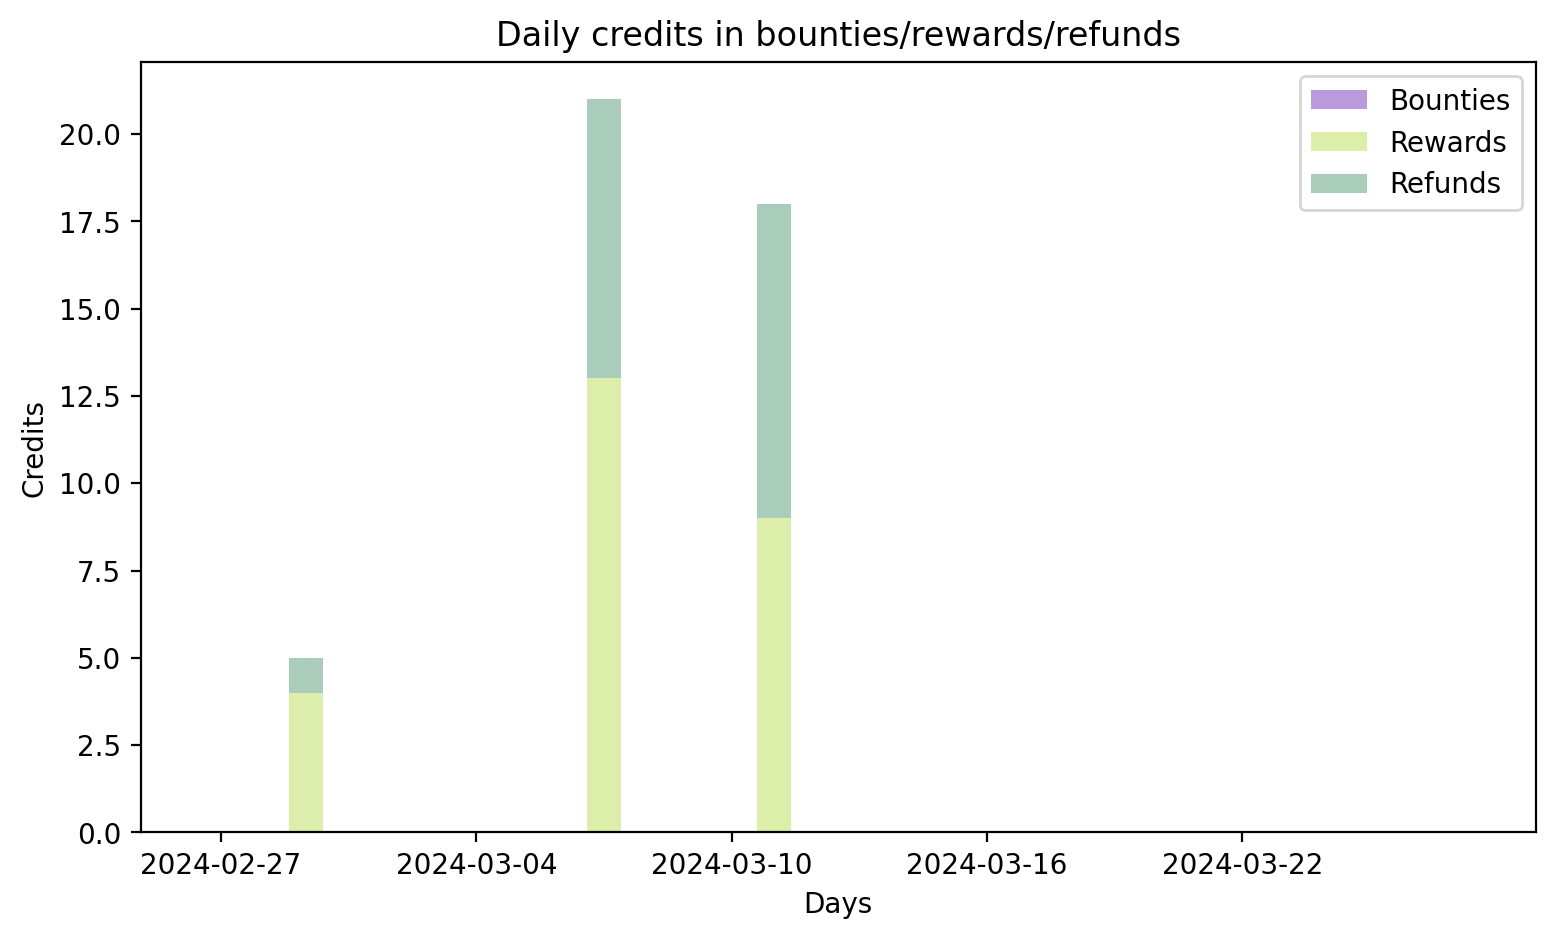 Daily credits in bounties/rewards/refunds
Bounties
Rewards
Refunds
20.0
17.5
15.0
12.5
10.0
7.5
5.0
2.5
0.0
Credits
2024-02-27
2024-03-04
2024-03-10
2024-03-16
2024-03-22
Days